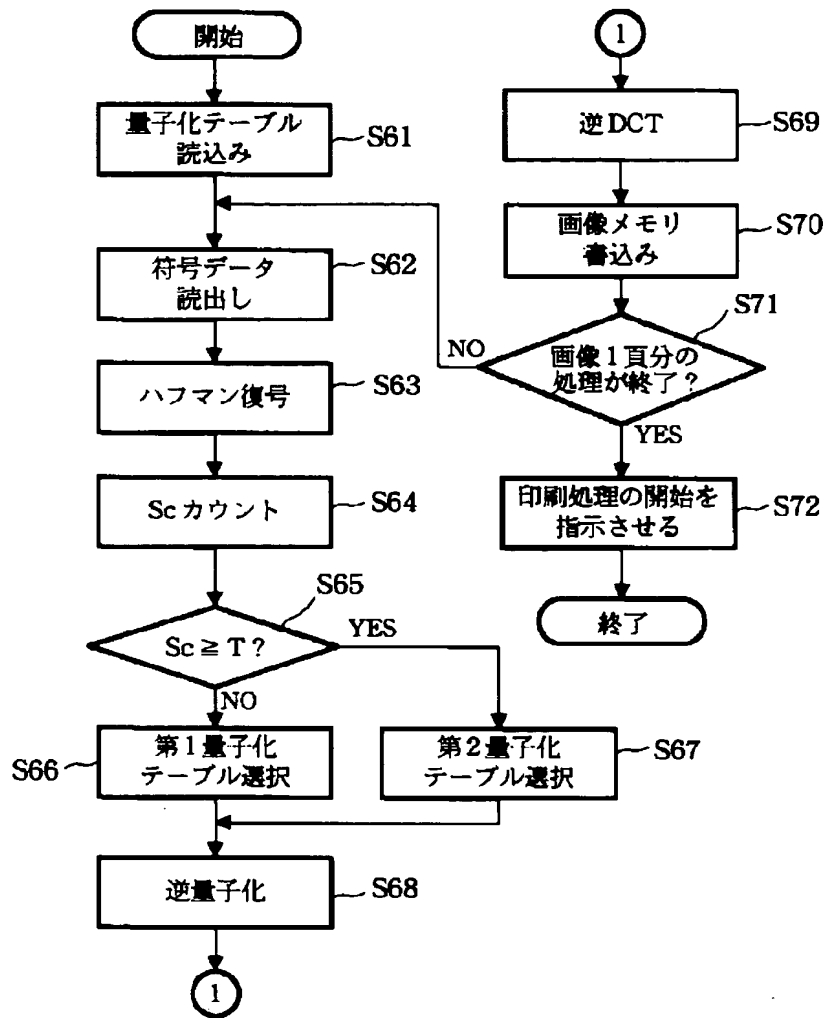 開始
量子化テーブル
読込み
S61
符号データ
読出し
S62
ハフマン復号
S63
Scカウント
S64
S65
Sc ≧ T ?
YES
NO
S66
第1量子化
テーブル選択
第2量子化
テーブル選択
S67
逆量子化
S68
1
1
逆DCT
S69
画像メモリ
書込み
S70
S71
画像1頁分の
処理が終了?
NO
YES
印刷処理の開始を
指示させる
S72
終了